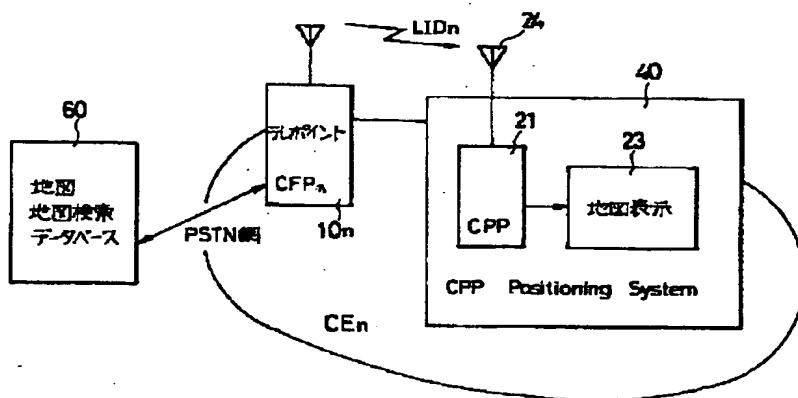 LIDn
24
60
テレポイント
CFPn
10n
地図
地図検索
データベース
PSTN網
40
21
CPP
23
地図表示
CPP Positioning System
CEn